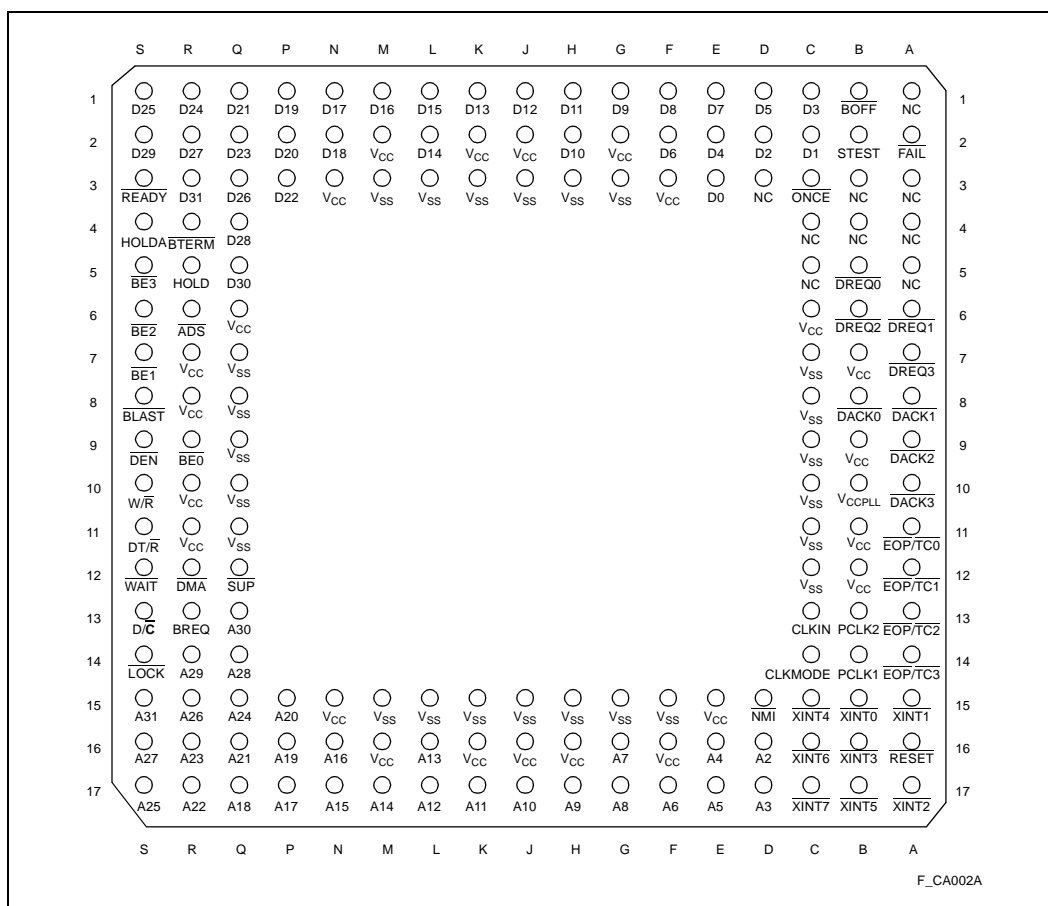 S R Q P N M L K J H G F E D C B A
1 D25 D24 D21 D19 D17 D16 D15 D13 D12 D11 D9 D8 D7 D5 D3 BOFF NC 1
2 D29 D27 D23 D20 D18 VCC D14 VCC VCC D10 VCC D6 D4 D2 D1 STEST FAIL 2
3 READY D31 D26 D22 VCC VSS VSS VSS VSS VSS VSS VCC D0 NC ONCE NC NC 3
4 HOLDA BTERM D28 NC NC NC 4
5 BE3 HOLD D30 NC DREQ0 NC 5
6 BE2 ADS VCC VCC DREQ2 DREQ1 6
7 BE1 VCC VSS VSS VCC DREQ3 7
8 BLAST VCC VSS VSS DACK0 DACK1 8
9 DEN BE0 VSS VSS VCC DACK2 9
10 W/R VCC VSS VSS VCCPLL DACK3 10
11 DT/R VCC VSS VSS VCC EOP/TC0 11
12 WAIT DMA SUP VSS VCC EOP/TC1 12
13 D/C BREQ A30 CLKIN PCLK2 EOP/TC2 13
14 LOCK A29 A28 CLKMODE PCLK1 EOP/TC3 14
15 A31 A26 A24 A20 VCC VSS VSS VSS VSS VSS VSS VSS VCC NMI XINT4 XINT0 XINT1 15
16 A27 A23 A21 A19 A16 VCC A13 VCC VCC VCC A7 VCC A4 A2 XINT6 XINT3 RESET 16
17 A25 A22 A18 A17 A15 A14 A12 A11 A10 A9 A8 A6 A5 A3 XINT7 XINT5 XINT2 17
S R Q P N M L K J H G F E D C B A
F_CA002A